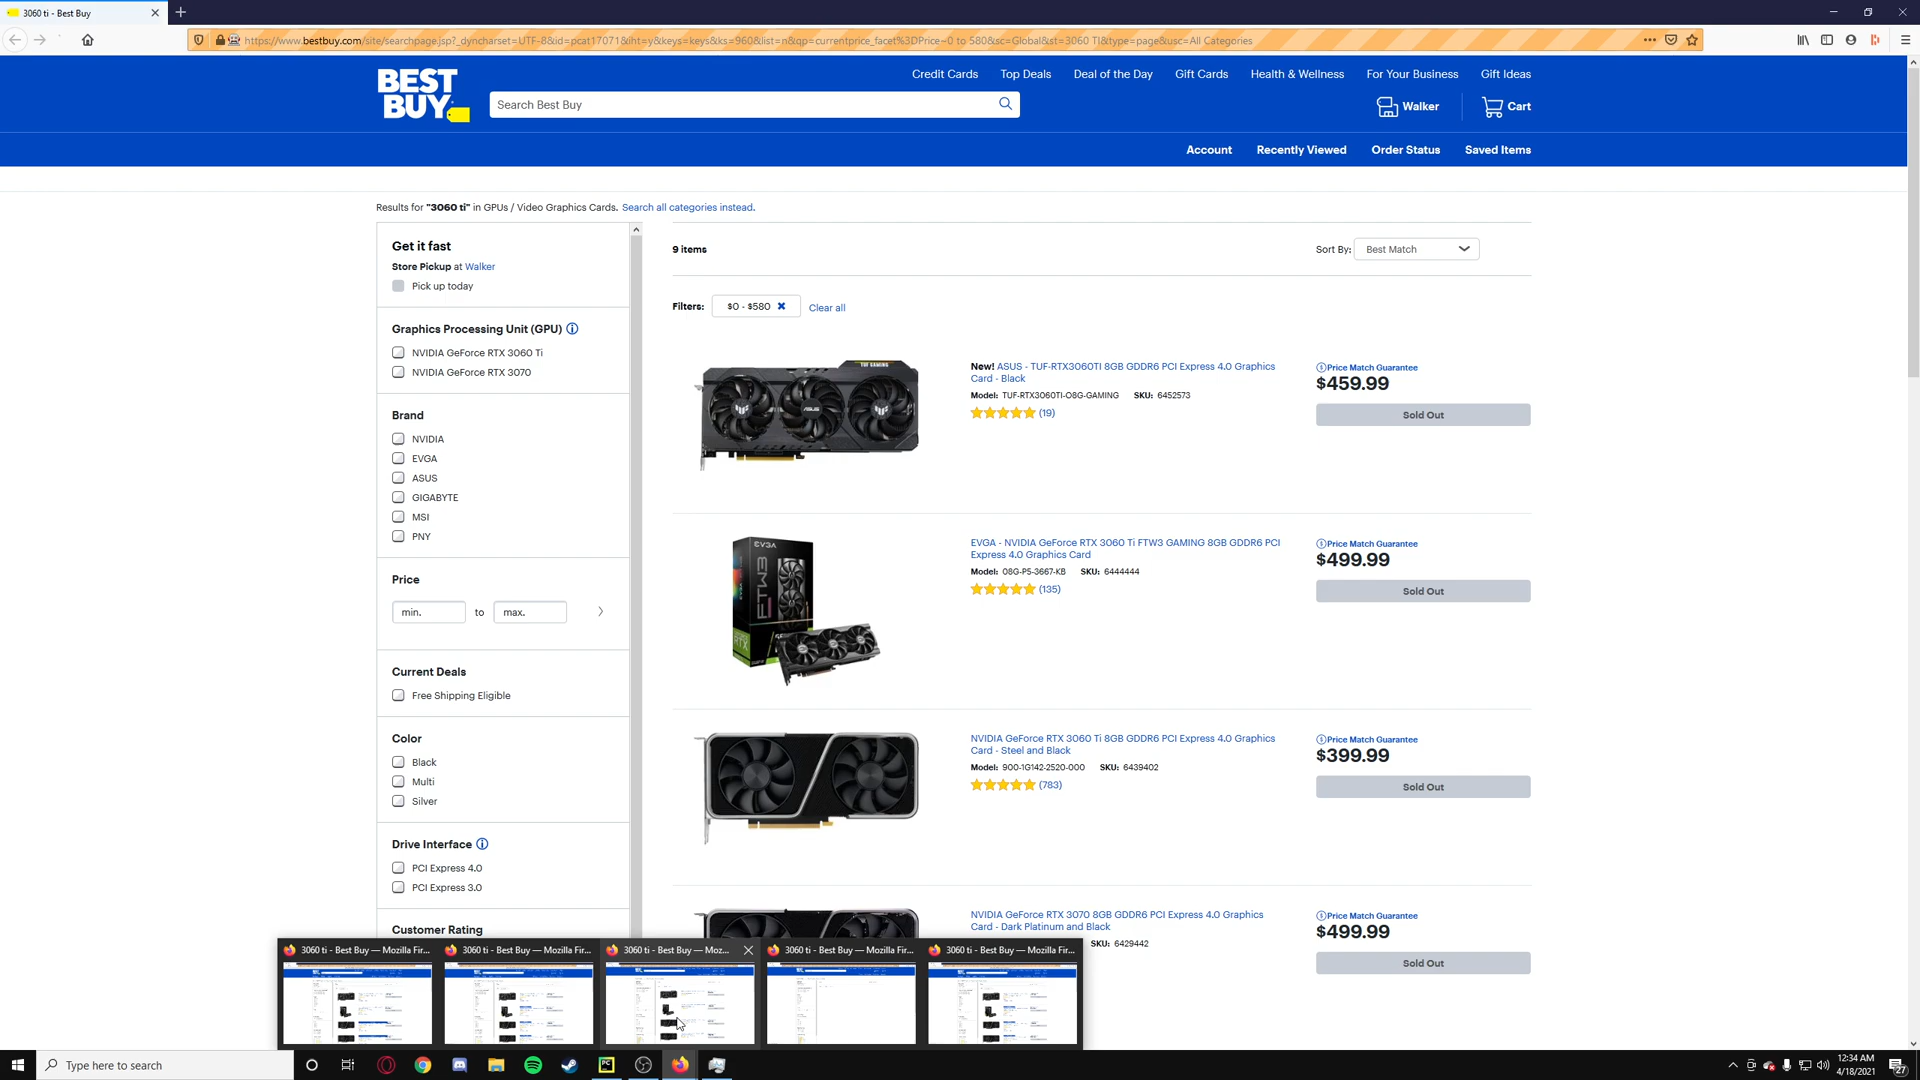 3060 ti - Best Buy
https://www.bestbuy.com/site/searchpage.jsp?_dyncharset=UTF-8&id=pcat17071&iht=y&keys=keys&ks=960&list=n&qp=currentprice_facet%3DPrice~0 to 580&sc=Global&st=3060 TI&type=page&usc=All Categories
BEST BUY
Credit Cards Top Deals Deal of the Day Gift Cards Health & Wellness For Your Business Gift Ideas
Search Best Buy
Walker Cart
Account Recently Viewed Order Status Saved Items
Results for "3060 ti" in GPUs / Video Graphics Cards. Search all categories instead.
Get it fast
Store Pickup at Walker
Pick up today
Graphics Processing Unit (GPU)
NVIDIA GeForce RTX 3060 Ti
NVIDIA GeForce RTX 3070
Brand
NVIDIA
EVGA
ASUS
GIGABYTE
MSI
PNY
Price
min. to max.
Current Deals
Free Shipping Eligible
Color
Black
Multi
Silver
Drive Interface
PCI Express 4.0
PCI Express 3.0
Customer Rating
9 items
Sort By: Best Match
Filters: $0 - $580 Clear all
New! ASUS - TUF-RTX3060TI 8GB GDDR6 PCI Express 4.0 Graphics
Card - Black
Model: TUF-RTX3060TI-O8G-GAMING SKU: 6452573
(19)
Price Match Guarantee
$459.99
Sold Out
EVGA - NVIDIA GeForce RTX 3060 Ti FTW3 GAMING 8GB GDDR6 PCI
Express 4.0 Graphics Card
Model: 08G-P5-3667-KB SKU: 6444444
(135)
Price Match Guarantee
$499.99
Sold Out
NVIDIA GeForce RTX 3060 Ti 8GB GDDR6 PCI Express 4.0 Graphics
Card - Steel and Black
Model: 900-1G142-2520-000 SKU: 6439402
(783)
Price Match Guarantee
$399.99
Sold Out
NVIDIA GeForce RTX 3070 8GB GDDR6 PCI Express 4.0 Graphics
Card - Dark Platinum and Black
SKU: 6429442
Price Match Guarantee
$499.99
Sold Out
TUF GAMING
ASUS
EVGA
FTW3
RTX
3060 ti - Best Buy — Mozilla Fir...
3060 ti - Best Buy — Mozilla Fir...
3060 ti - Best Buy — Moz...
3060 ti - Best Buy — Mozilla Fir...
3060 ti - Best Buy — Mozilla Fir...
Type here to search
PC
12:34 AM
4/18/2021
27